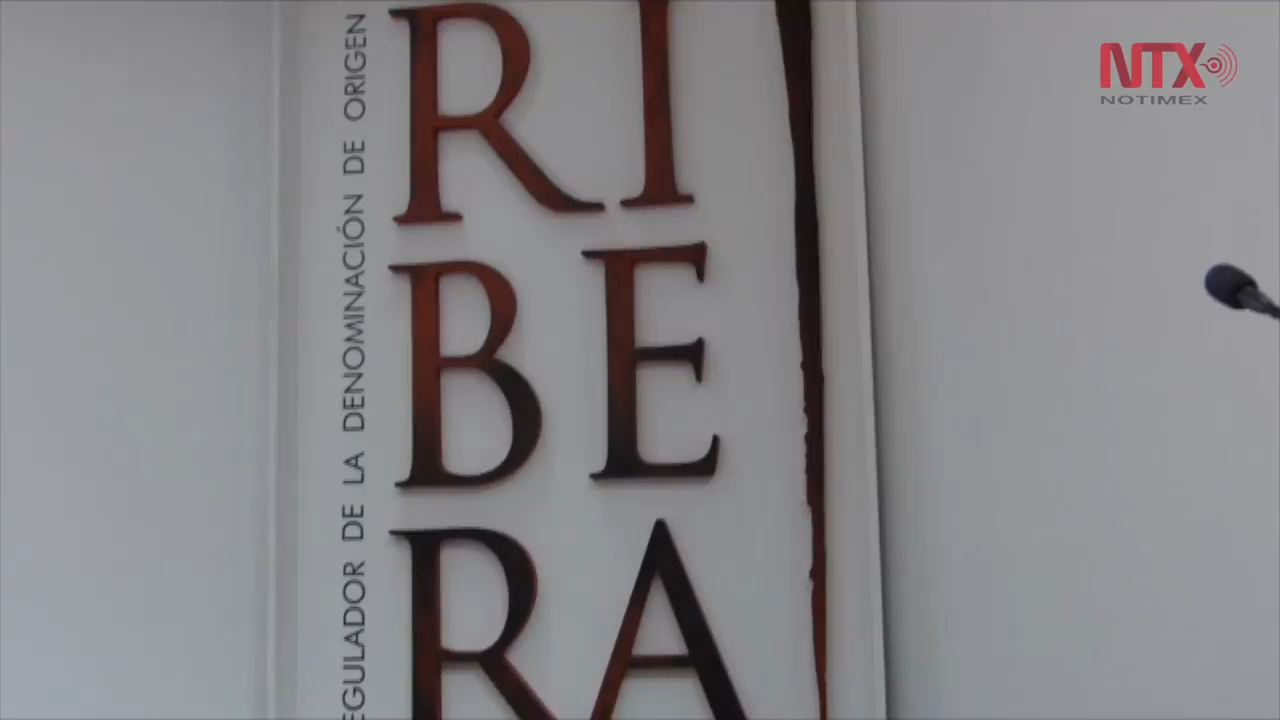 RI
BE
RA
EGULADOR DE LA DENOMINACIÓN DE ORIGEN
NTX
NOTIMEX